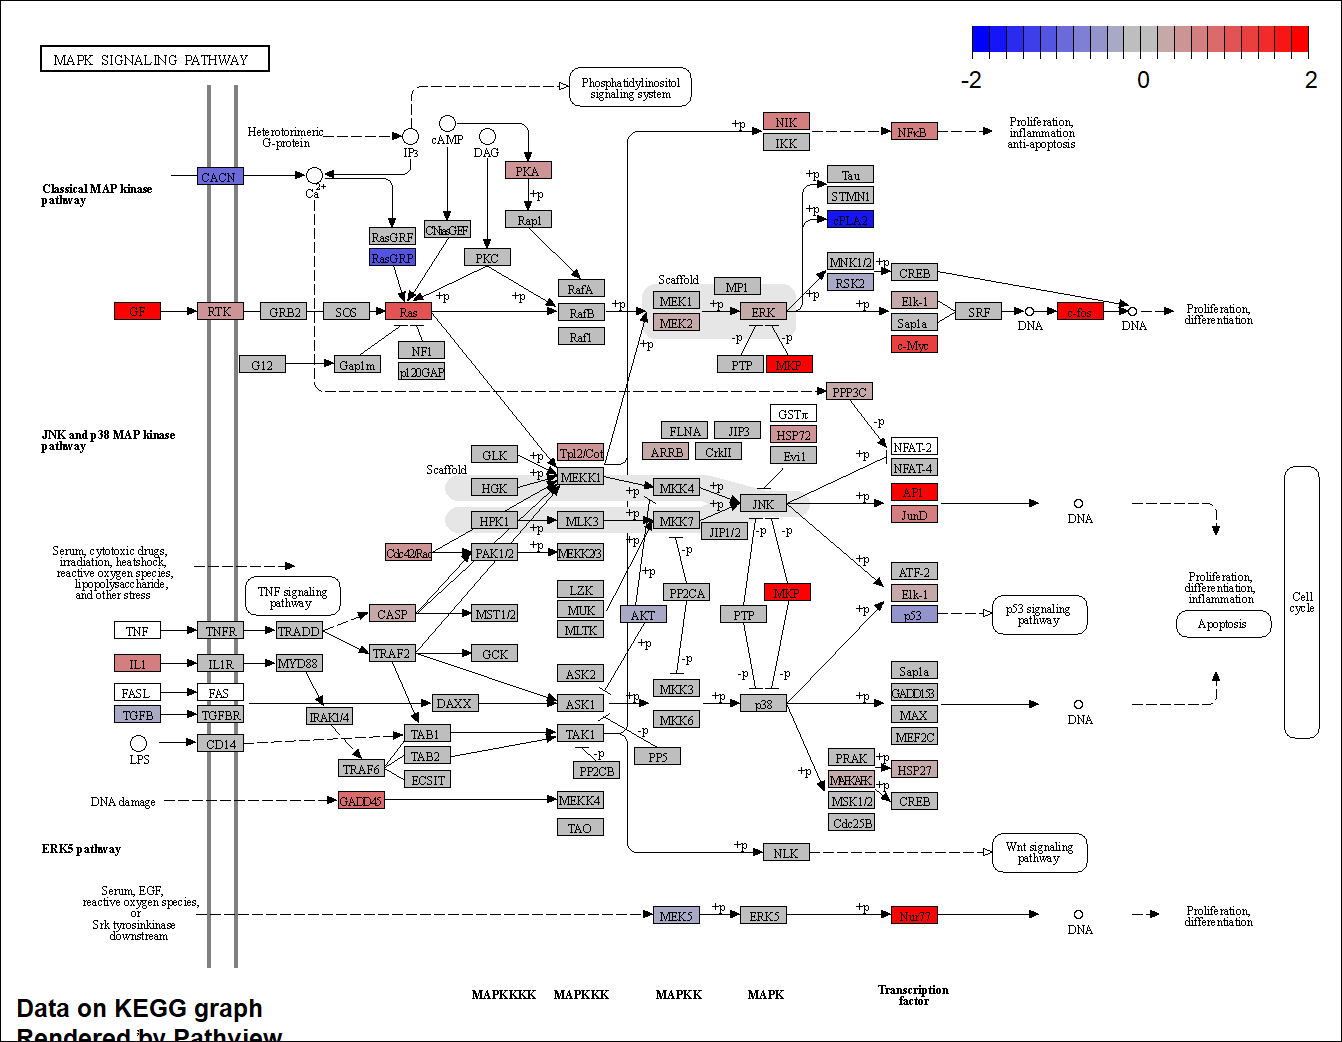 MAPK SIGNALING PATHWAY
-2
0
2
Phosphatidylinositol
signaling system
Heterotorimeric
G-protein
IP3
cAMP
DAG
+p
NIK
IKK
NFκB
Proliferation,
inflammation
anti-apoptosis
Classical MAP kinase
pathway
CACN
Ca2+
PKA
+p
Rap1
CNasGEF
RasGRF
RasGRP
PKC
+p
Tau
STMN1
+p
cPLA2
RafA
RafB
Raf1
+p
+p
+p
Scaffold
MEK1
MEK2
MP1
+p
ERK
MNK1/2
RSK2
+p
+p
CREB
GF
RTK
GRB2
SOS
Ras
+p
Elk-1
Sap1a
c-Myc
SRF
DNA
c-fos
DNA
Proliferation,
differentiation
G12
Gap1m
NF1
p120GAP
+p
-p
-p
PTP
MKP
PPP3C
-p
JNK and p38 MAP kinase
pathway
GSTπ
HSP72
Evi1
FLNA
JIP3
ARRB
CrkII
NFAT-2
NFAT-4
+p
Scaffold
GLK
HGK
HPK1
+p
+p
+p
Tpl2/Cot
MEKK1
MLK3
+p
+p
MKK4
MKK7
+p
+p
JNK
JIP1/2
+p
AP1
JunD
DNA
Cdc42/Rac
PAK1/2
+p
MEKK2/3
+p
-p
-p
-p
+p
Serum, cytotoxic drugs,
irradiation, heatshock,
reactive oxygen species,
lipopolysaccharide,
and other stress
TNF signaling
pathway
CASP
MST1/2
LZK
MUK
MLTK
+p
AKT
PP2CA
PTP
MKP
ATF-2
Elk-1
p53
+p
p53 signaling
pathway
Proliferation,
differentiation,
inflammation
Apoptosis
Cell
cycle
TNF
TNFR
TRADD
TRAF2
GCK
+p
-p
-p
-p
IL1
IL1R
MYD88
FASL
FAS
TGFB
TGFBR
IRAK1/4
DAXX
ASK2
ASK1
+p
MKK3
MKK6
+p
p38
+p
Sap1a
GADD153
MAX
MEF2C
DNA
LPS
CD14
TAB1
TAB2
ECSIT
TRAF6
TAK1
-p
PP5
-p
PP2CB
+p
PRAK
MAPKAPK
MSK1/2
Cdc25B
+p
+p
HSP27
CREB
DNA damage
GADD45
MEKK4
TAO
ERK5 pathway
+p
NLK
Wnt signaling
pathway
Serum, EGF,
reactive oxygen species,
or
Srk tyrosinkinase
downstream
MEK5
+p
ERK5
+p
Nur77
DNA
Proliferation,
differentiation
MAPKKKK
MAPKKK
MAPKK
MAPK
Transcription
factor
Data on KEGG graph
Rendered by Pathview